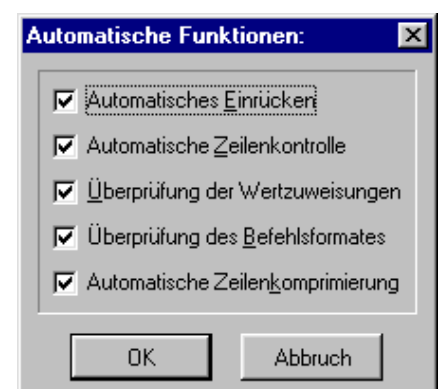 Automatische Funktionen:
Automatisches Einrücken
Automatische Zeilenkontrolle
Überprüfung der Wertzuweisungen
Überprüfung des Befehlsformates
Automatische Zeilenkomprimierung
OK Abbruch